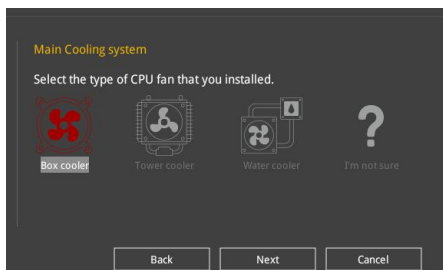 Main Cooling system
Select the type of CPU fan that you installed.
Box cooler Tower cooler Water cooler I'm not sure
Back Next Cancel